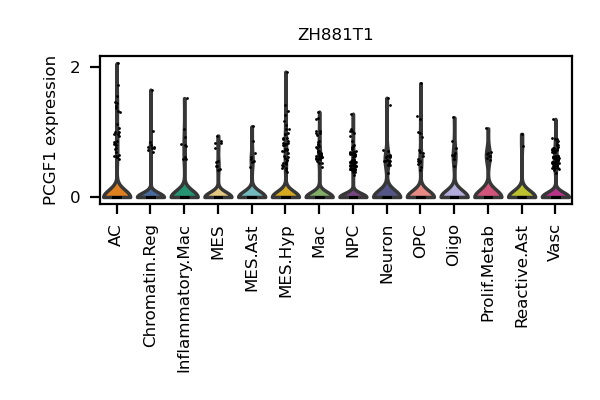 ZH881T1
PCGF1 expression
2
0
AC
Chromatin.Reg
Inflammatory.Mac
MES
MES.Ast
MES.Hyp
Mac
NPC
Neuron
OPC
Oligo
Prolif.Metab
Reactive.Ast
Vasc